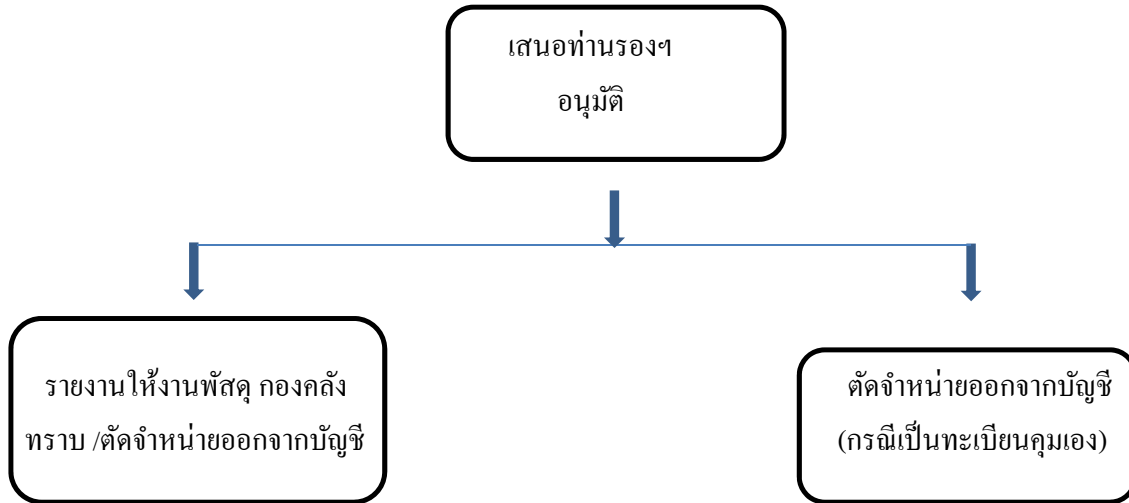 เสนอท่านรองฯ
อนุมัติ
รายงานให้งานพัสดุ กองคลัง
ทราบ /ตัดจำหน่ายออกจากบัญชี
ตัดจำหน่ายออกจากบัญชี
(กรณีเป็นทะเบียนคุมเอง)